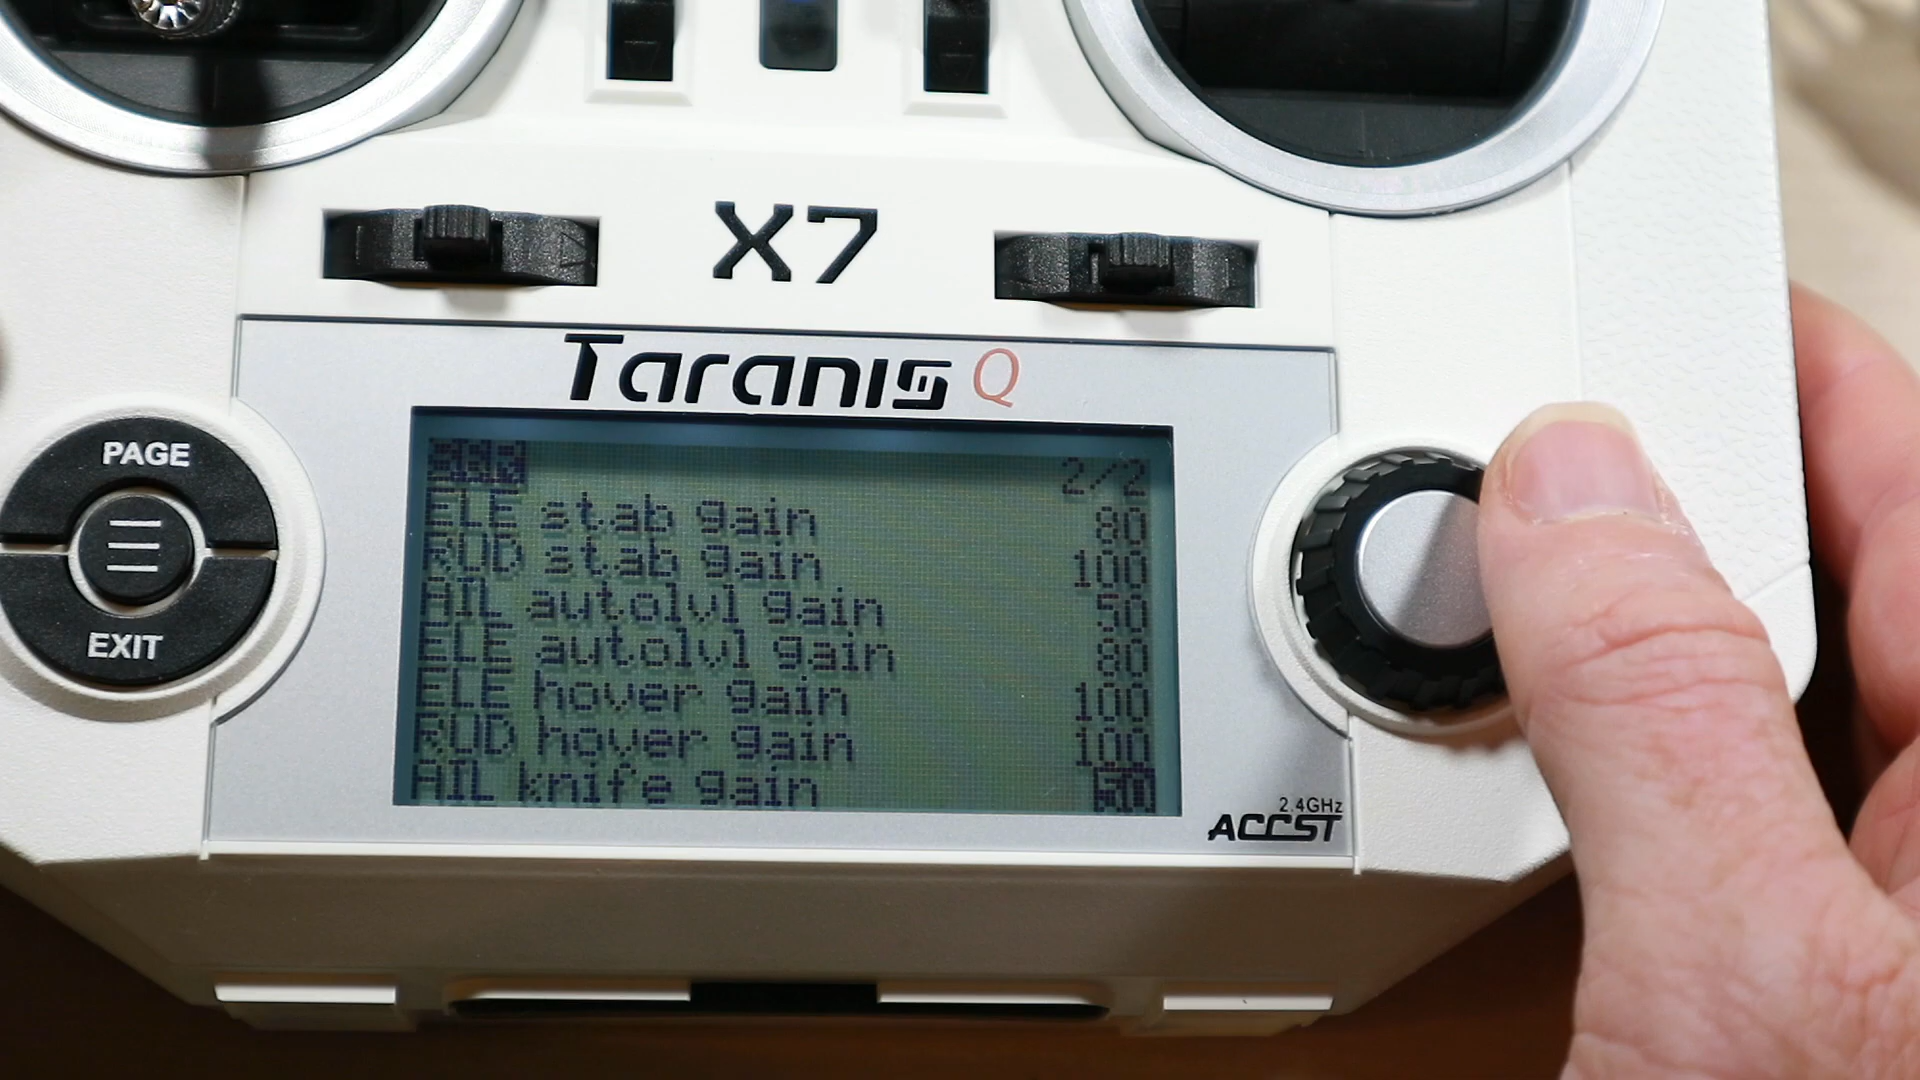 X7
Taranis Q
PAGE
EXIT
2/2
ELE stab gain 80
RUD stab gain 100
AIL autolvl gain 50
ELE autolvl gain 80
ELE hover gain 100
RUD hover gain 100
AIL knife gain
2.4GHz
ACCST